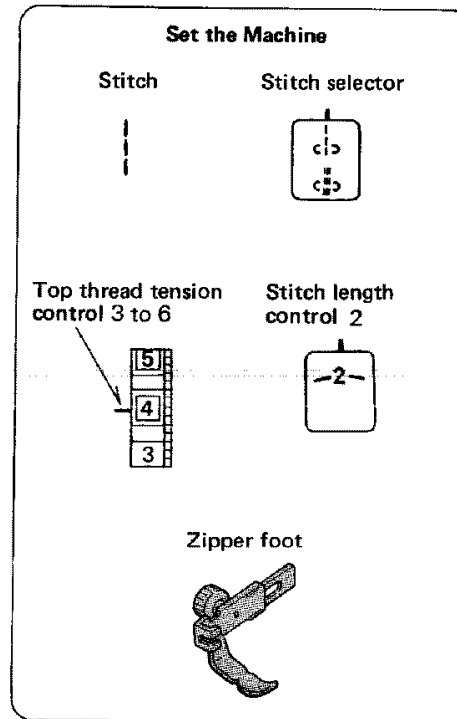 Set the Machine
Stitch
Stitch selector
Top thread tension
control 3 to 6
Stitch length
control 2
5
4
3
2
Zipper foot